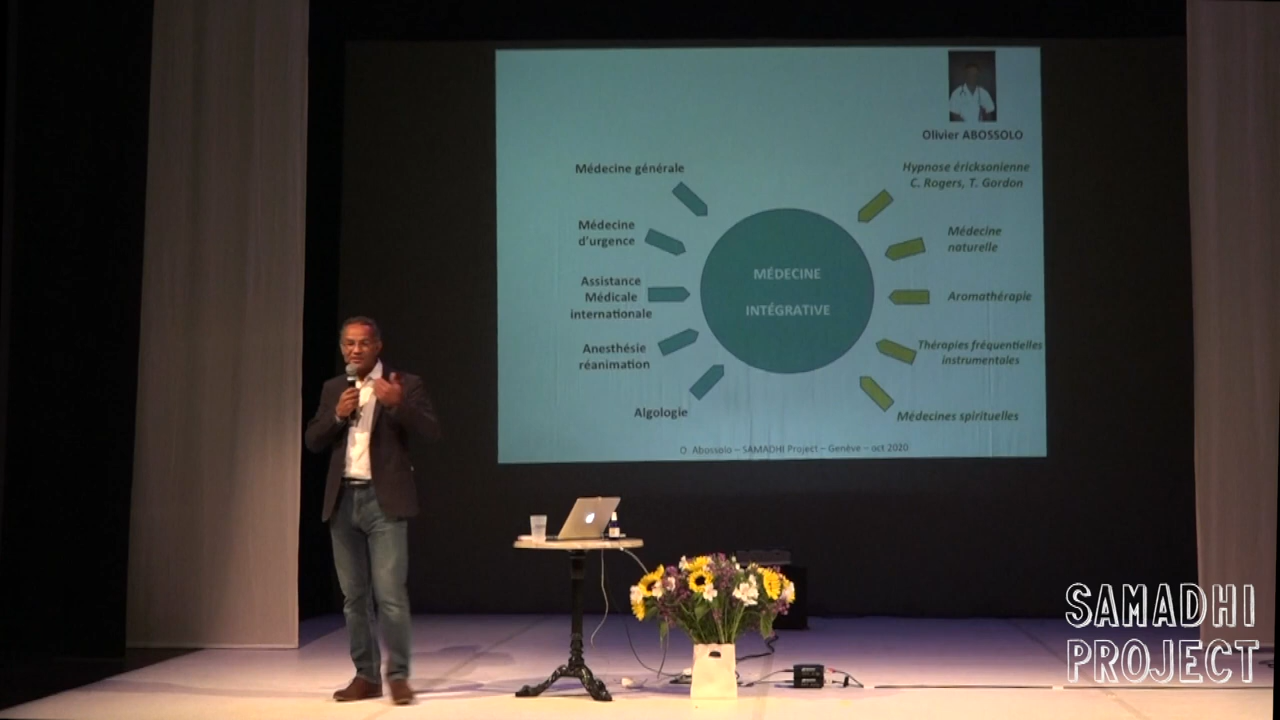 Olivier ABOSSOLO
Médecine générale
Médecine
d'urgence
Assistance
Médicale
internationale
Anesthésie
réanimation
Algologie
MÉDECINE
INTÉGRATIVE
Hypnose éricksonienne
C. Rogers, T. Gordon
Médecine
naturelle
Aromathérapie
Thérapies fréquentielles
instrumentales
Médecines spirituelles
O. Abossolo – SAMADHI Project – Genève – oct 2020
SAMADHI
PROJECT